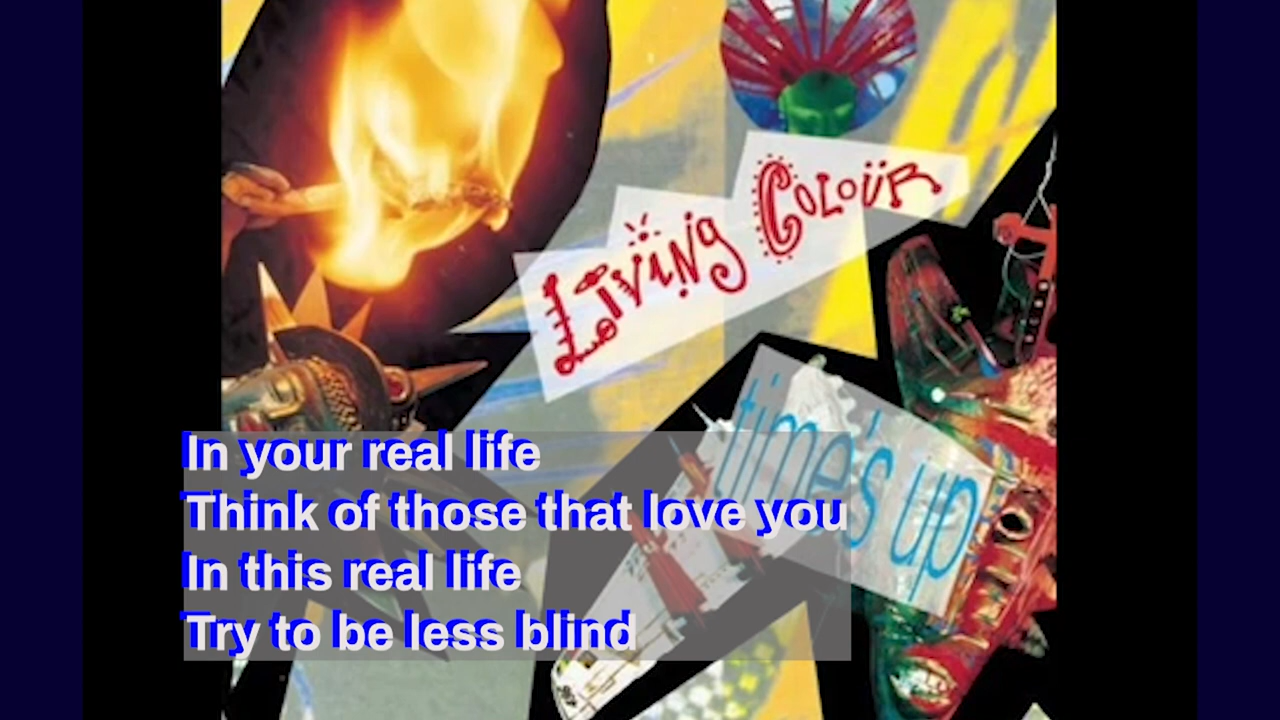 Living Colour
time's up
In your real life
Think of those that love you
In this real life
Try to be less blind